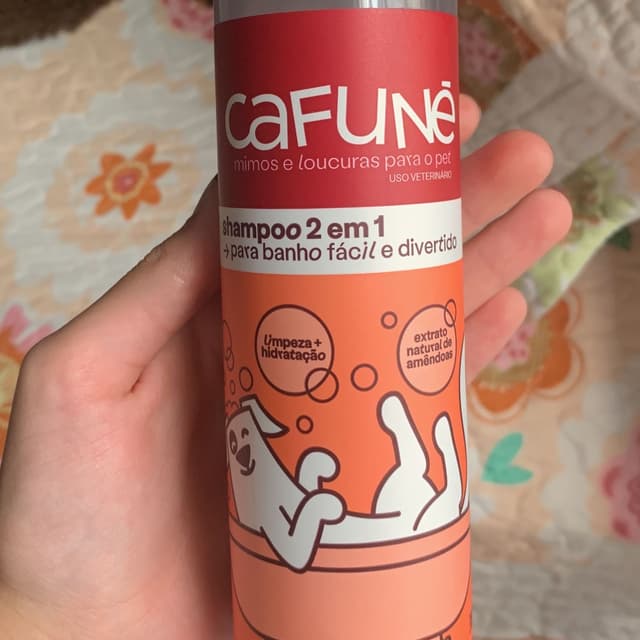 CAFUNÉ
mimos e loucuras para o pet
USO VETERINÁRIO
shampoo 2 em 1
→ para banho fácil e divertido
limpeza +
hidratação
extrato
natural de
amêndoas